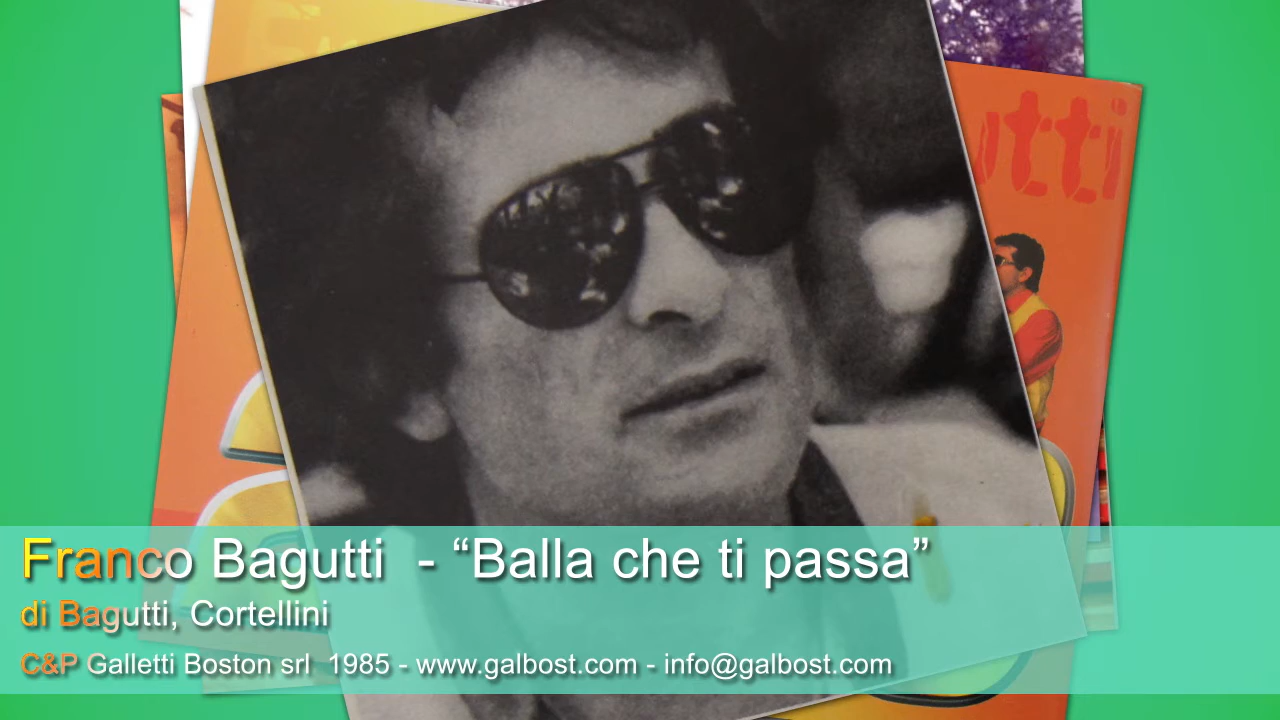 utti
Franco Bagutti - “Balla che ti passa”
di Bagutti, Cortellini
C&P Galletti Boston srl 1985 - www.galbost.com - info@galbost.com